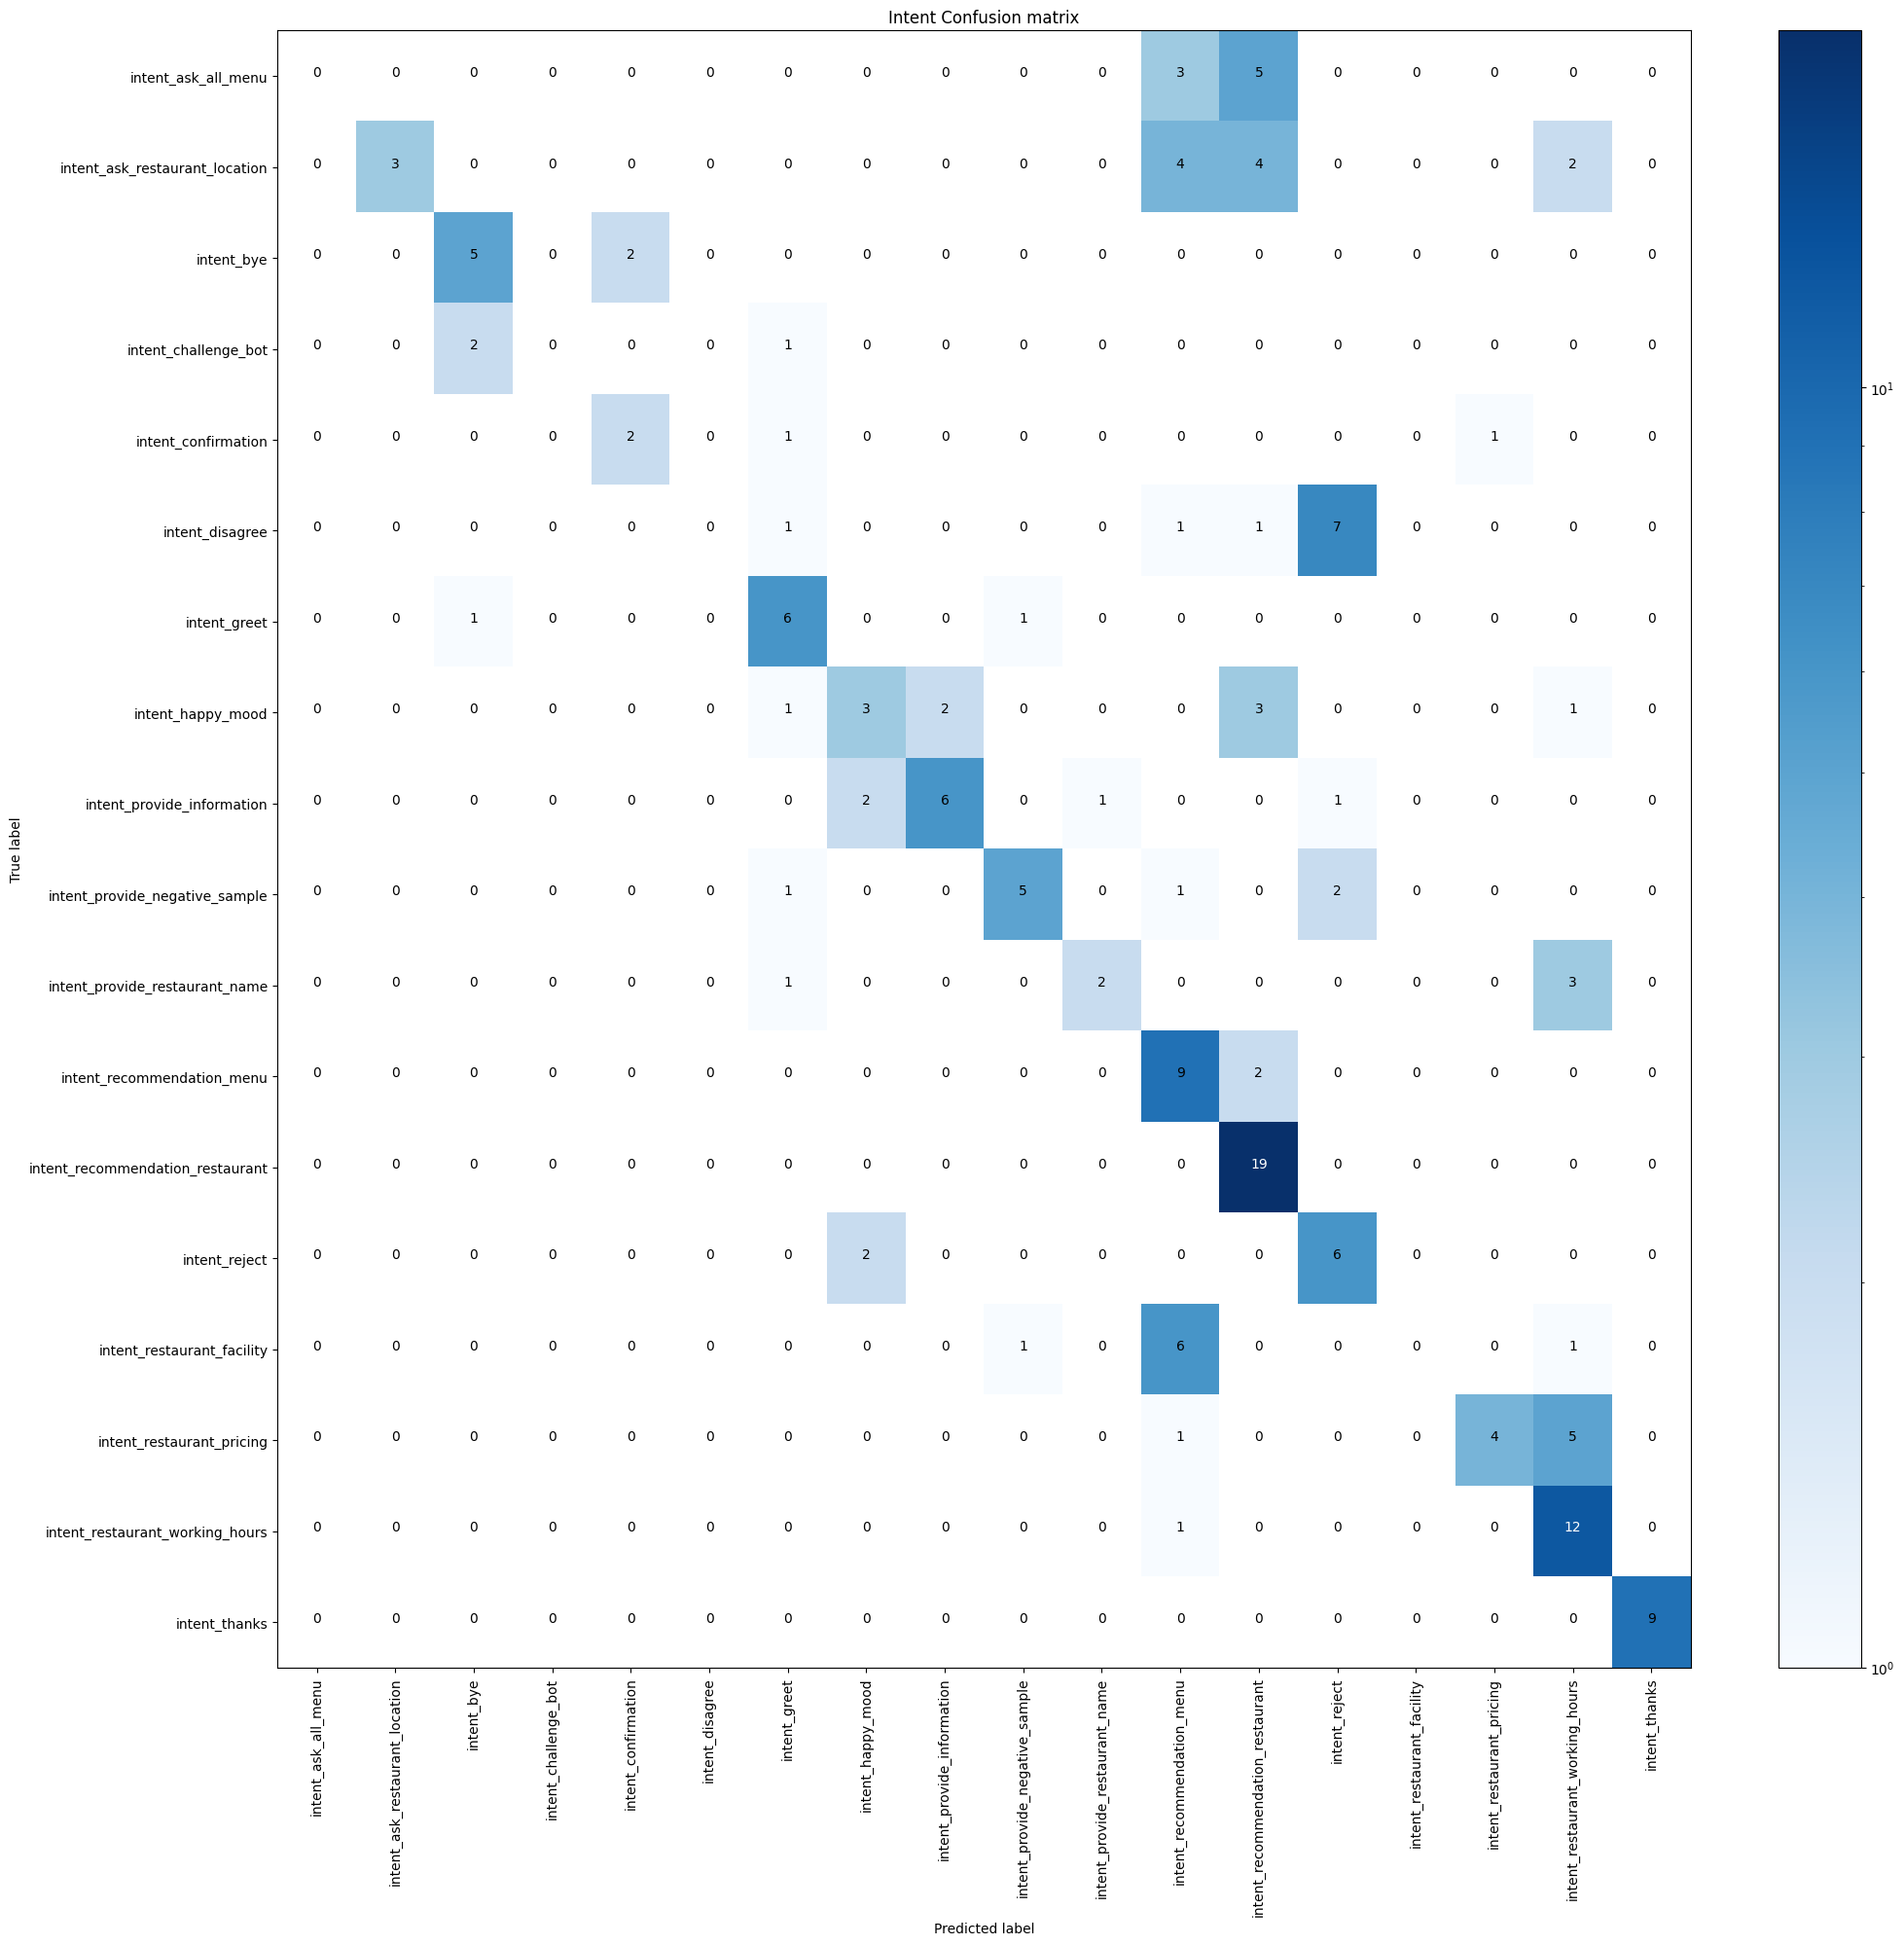 Intent Confusion matrix
intent_ask_all_menu 0 0 0 0 0 0 0 0 0 0 0 3 5 0 0 0 0 0
intent_ask_restaurant_location 0 3 0 0 0 0 0 0 0 0 0 4 4 0 0 0 2 0
intent_bye 0 0 5 0 2 0 0 0 0 0 0 0 0 0 0 0 0 0
intent_challenge_bot 0 0 2 0 0 0 1 0 0 0 0 0 0 0 0 0 0 0
intent_confirmation 0 0 0 0 2 0 1 0 0 0 0 0 0 0 0 1 0 0
intent_disagree 0 0 0 0 0 0 1 0 0 0 0 1 1 7 0 0 0 0
intent_greet 0 0 1 0 0 0 6 0 0 1 0 0 0 0 0 0 0 0
intent_happy_mood 0 0 0 0 0 0 1 3 2 0 0 0 3 0 0 0 1 0
intent_provide_information 0 0 0 0 0 0 0 2 6 0 1 0 0 1 0 0 0 0
intent_provide_negative_sample 0 0 0 0 0 0 1 0 0 5 0 1 0 2 0 0 0 0
intent_provide_restaurant_name 0 0 0 0 0 0 1 0 0 0 2 0 0 0 0 0 3 0
intent_recommendation_menu 0 0 0 0 0 0 0 0 0 0 0 9 2 0 0 0 0 0
intent_recommendation_restaurant 0 0 0 0 0 0 0 0 0 0 0 0 19 0 0 0 0 0
intent_reject 0 0 0 0 0 0 0 2 0 0 0 0 0 6 0 0 0 0
intent_restaurant_facility 0 0 0 0 0 0 0 0 0 1 0 6 0 0 0 0 1 0
intent_restaurant_pricing 0 0 0 0 0 0 0 0 0 0 0 1 0 0 0 4 5 0
intent_restaurant_working_hours 0 0 0 0 0 0 0 0 0 0 0 1 0 0 0 0 12 0
intent_thanks 0 0 0 0 0 0 0 0 0 0 0 0 0 0 0 0 0 9
True label
intent_ask_all_menu
intent_ask_restaurant_location
intent_bye
intent_challenge_bot
intent_confirmation
intent_disagree
intent_greet
intent_happy_mood
intent_provide_information
intent_provide_negative_sample
intent_provide_restaurant_name
intent_recommendation_menu
intent_recommendation_restaurant
intent_reject
intent_restaurant_facility
intent_restaurant_pricing
intent_restaurant_working_hours
intent_thanks
Predicted label
10¹
10⁰